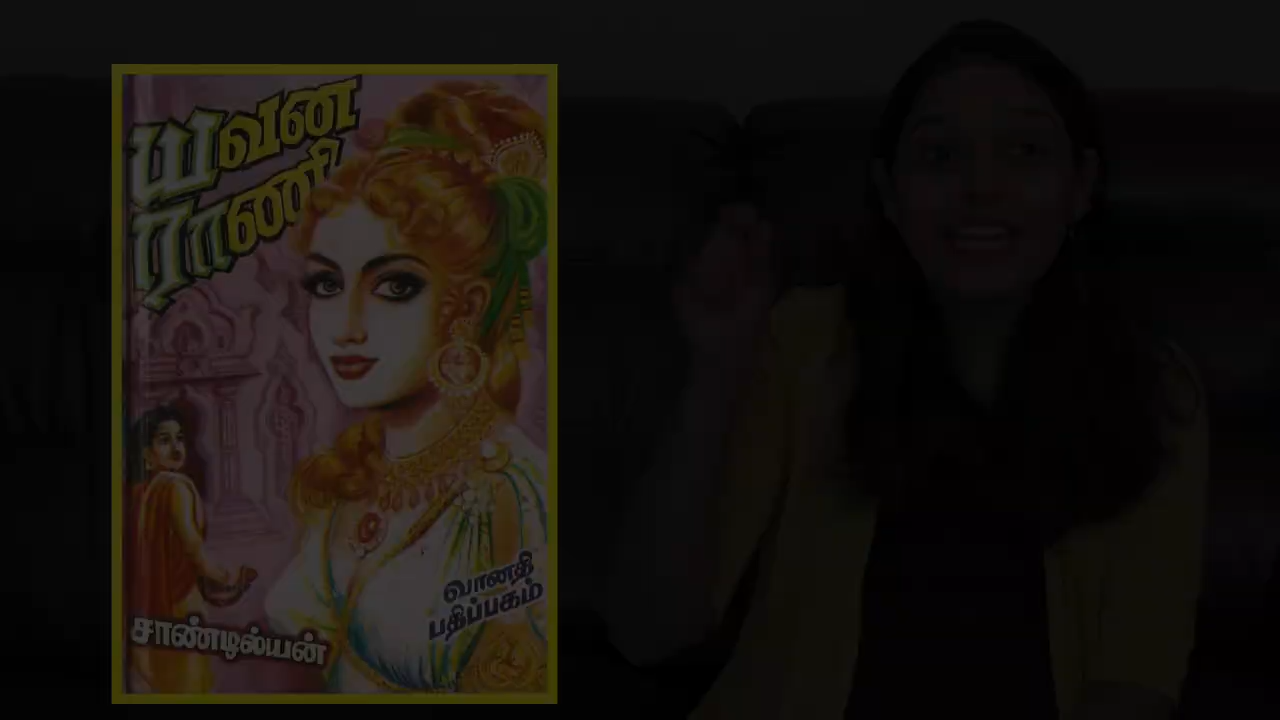 யவன
ராணி
வானதி
பதிப்பகம்
சாண்டில்யன்